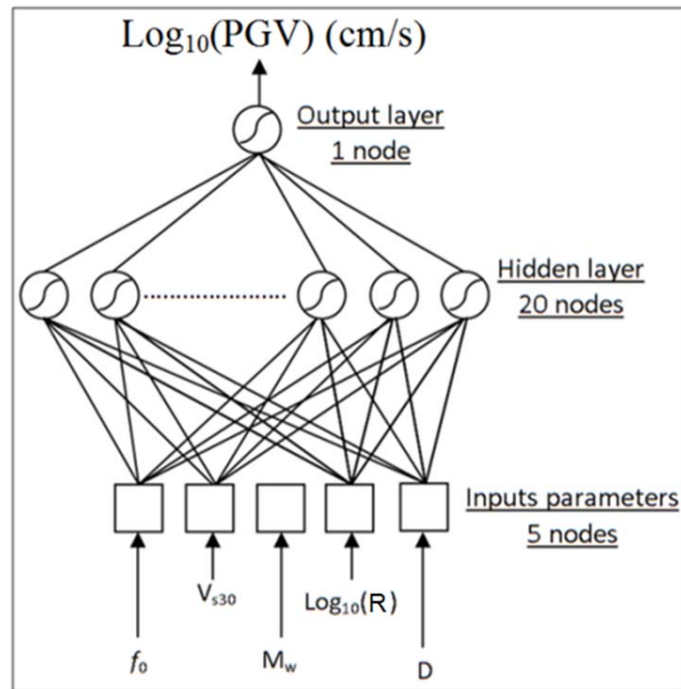 Log₁₀(PGV) (cm/s)
Output layer
1 node
Hidden layer
20 nodes
Inputs parameters
5 nodes
Vs30
Log₁₀(R)
f₀
Mw
D